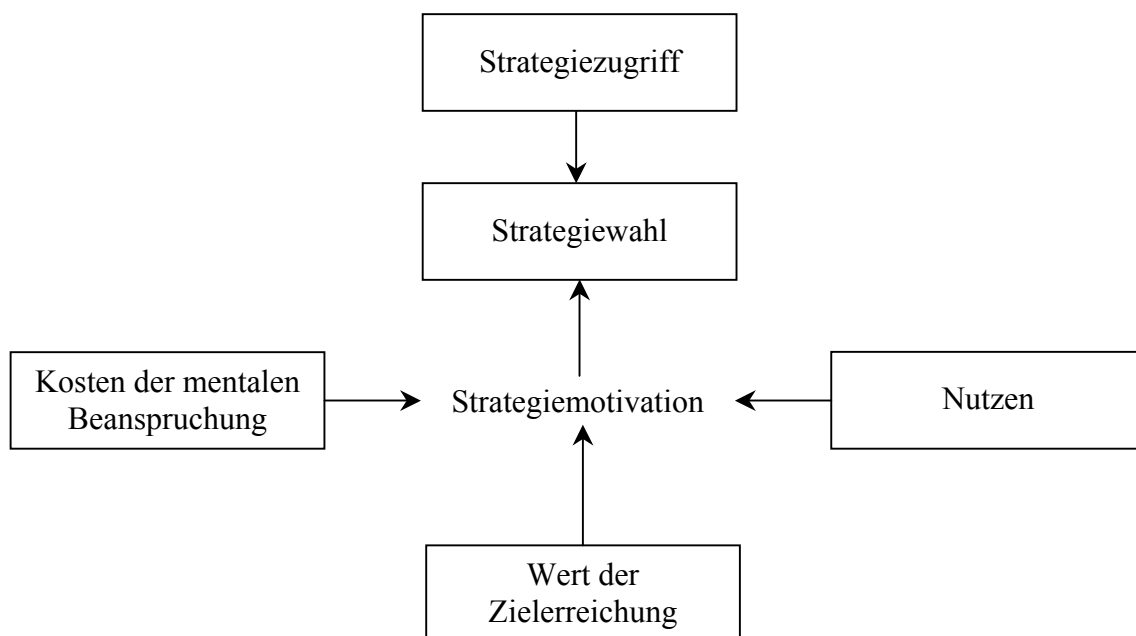 Strategiezugriff
Strategiewahl
Kosten der mentalen
Beanspruchung
Strategiemotivation
Nutzen
Wert der
Zielerreichung